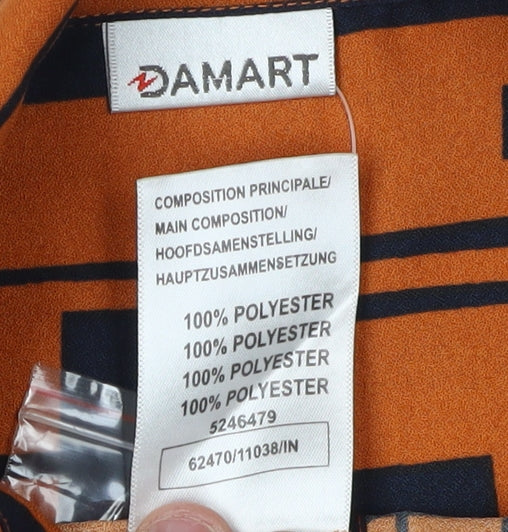 DAMART
COMPOSITION PRINCIPALE/
MAIN COMPOSITION/
HOOFDSAMENSTELLING/
HAUPTZUSAMMENSETZUNG
100% POLYESTER
100% POLYESTER
100% POLYESTER
100% POLYESTER
5246479
62470/11038/IN